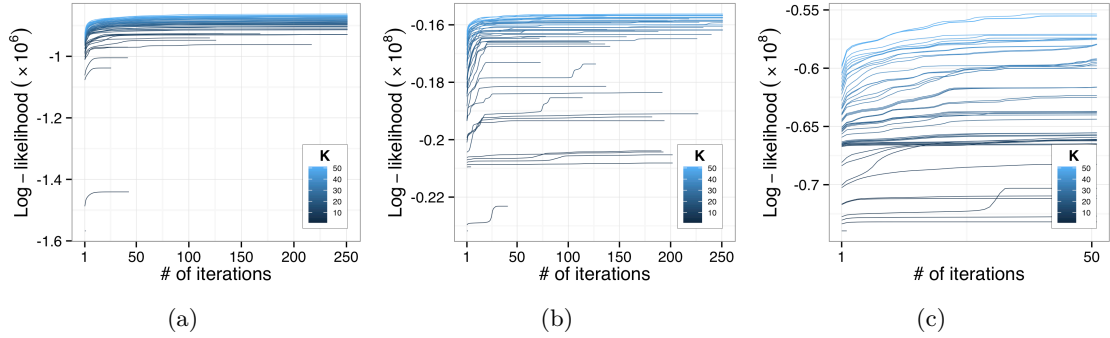 Log − likelihood ( × 10⁶)
-1
-1.2
-1.4
-1.6
1 50 100 150 200 250
# of iterations
K
50
40
30
20
10
(a)
Log − likelihood ( × 10⁸)
-0.16
-0.18
-0.2
-0.22
1 50 100 150 200 250
# of iterations
K
50
40
30
20
10
(b)
Log − likelihood ( × 10⁸)
-0.55
-0.6
-0.65
-0.7
1 50
# of iterations
K
50
40
30
20
10
(c)